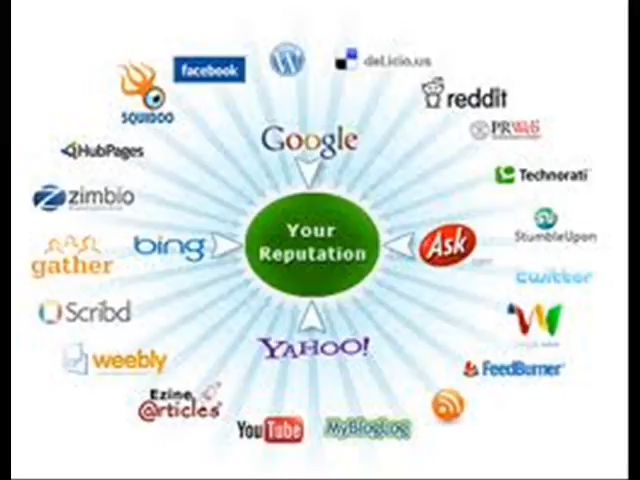 facebook
del.icio.us
SQUIDOO
reddit
Google
PRWeb
HubPages
Technorati
zimbio
Your
Reputation
StumbleUpon
bing
Ask
gather
twitter
Scribd
YAHOO!
weebly
FeedBurner
Ezine
@rticles
YouTube
MyBlogLog